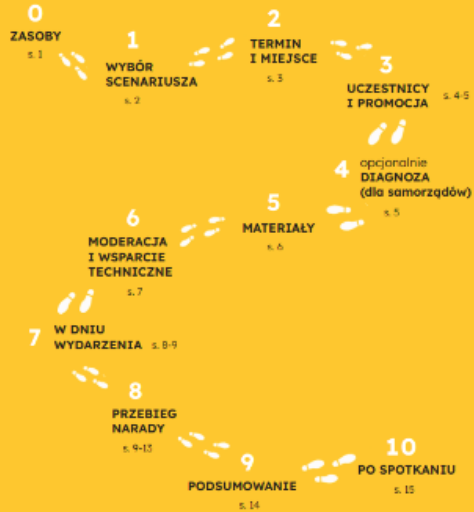 0
ZASOBY
s. 1
1
WYBÓR
SCENARIUSZA
s. 2
2
TERMIN
I MIEJSCE
s. 3
3
UCZESTNICY
I PROMOCJA
s. 4-5
4
opcjonalnie
DIAGNOZA
(dla samorządów)
s. 5
5
MATERIAŁY
s. 6
6
MODERACJA
I WSPARCIE
TECHNICZNE
s. 7
7
W DNIU
WYDARZENIA s. 8-9
8
PRZEBIEG
NARADY
s. 9-13
9
PODSUMOWANIE
s. 14
10
PO SPOTKANIU
s. 15